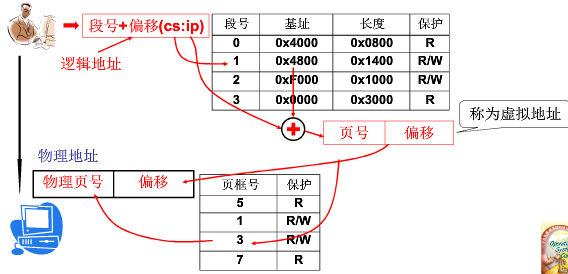 段号+偏移(cs:ip)
逻辑地址
段号 基址 长度 保护
0 0x4000 0x0800 R
1 0x4800 0x1400 R/W
2 0xF000 0x1000 R/W
3 0x0000 0x3000 R
页号 偏移
称为虚拟地址
物理地址
物理页号 偏移
页框号 保护
5 R
1 R/W
3 R/W
7 R